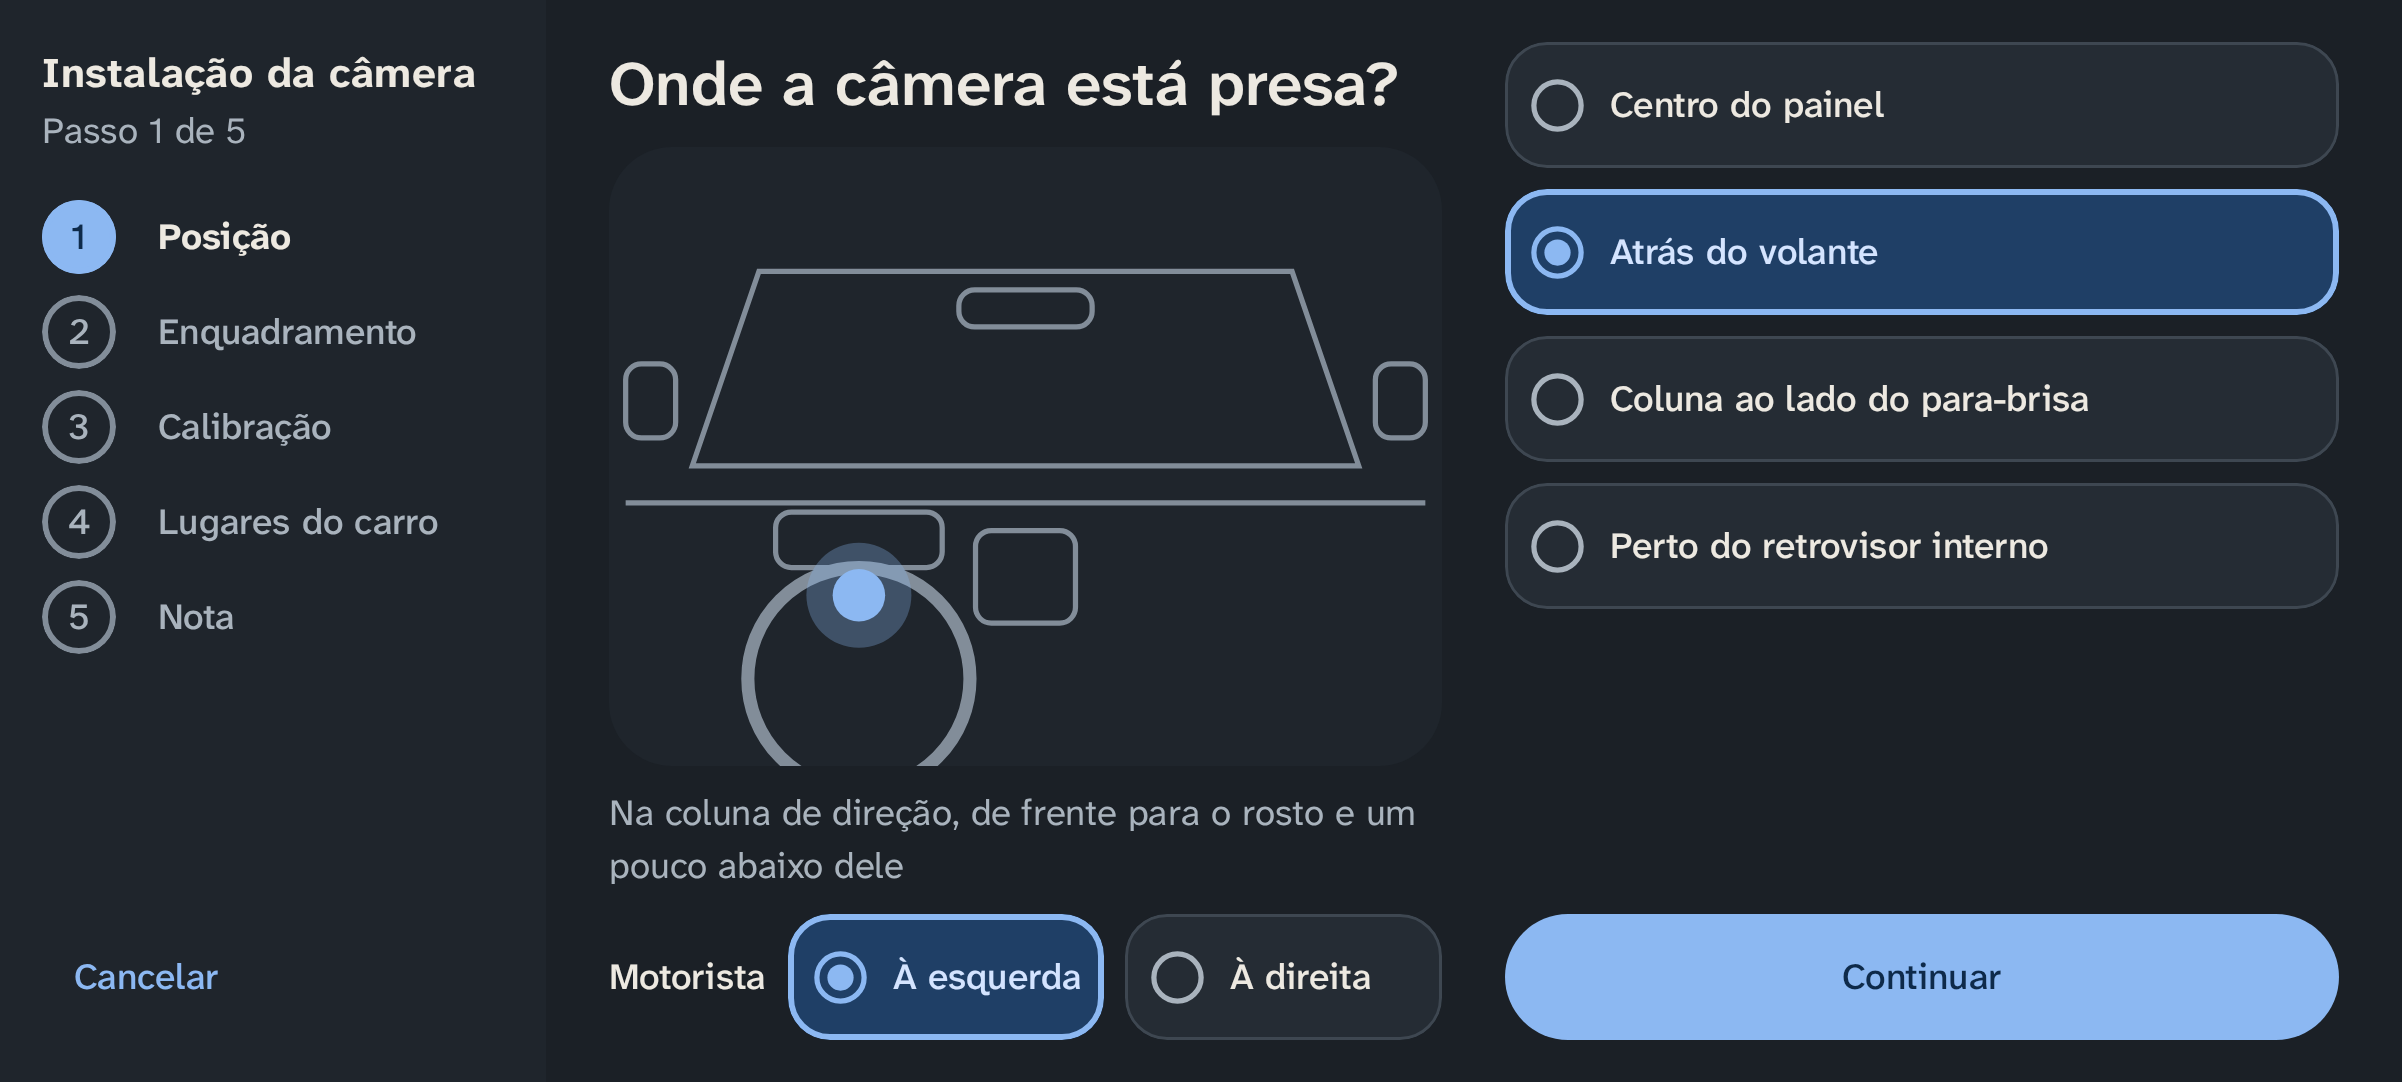 Instalação da câmera
Passo 1 de 5
1 Posição
2 Enquadramento
3 Calibração
4 Lugares do carro
5 Nota
Cancelar
Onde a câmera está presa?
Na coluna de direção, de frente para o rosto e um
pouco abaixo dele
Motorista
À esquerda
À direita
Centro do painel
Atrás do volante
Coluna ao lado do para-brisa
Perto do retrovisor interno
Continuar